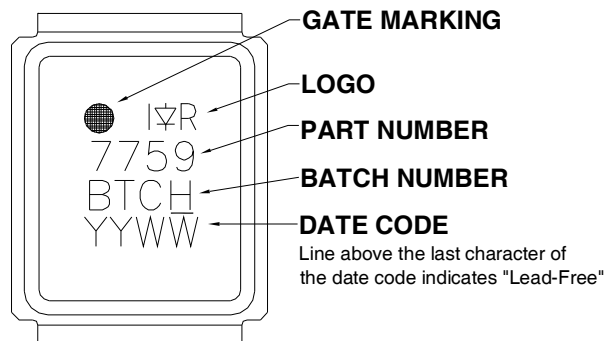 GATE MARKING
LOGO
I R
7759
PART NUMBER
BTCH
BATCH NUMBER
YYWW
DATE CODE
Line above the last character of
the date code indicates "Lead-Free"